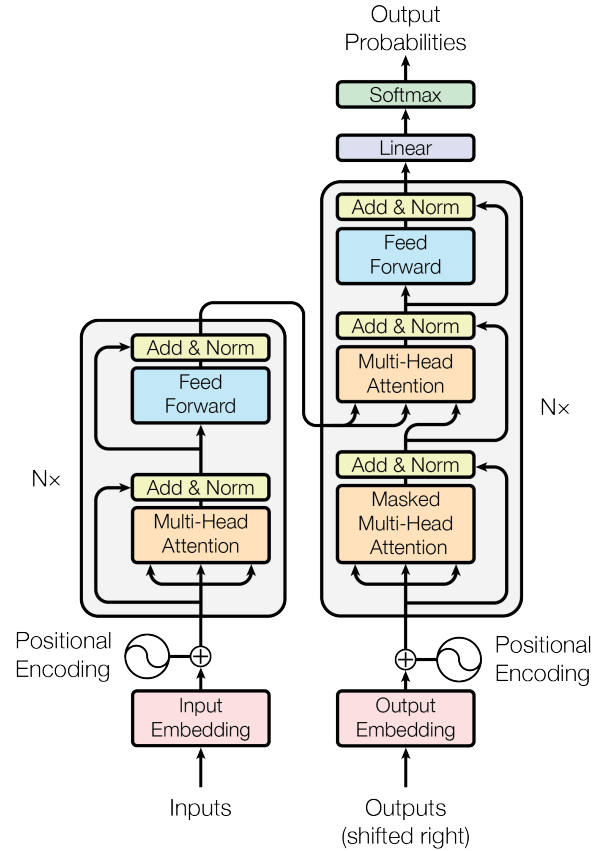 Output
Probabilities
Softmax
Linear
Add & Norm
Feed
Forward
Add & Norm
Multi-Head
Attention
Add & Norm
Masked
Multi-Head
Attention
N×
Add & Norm
Feed
Forward
Add & Norm
Multi-Head
Attention
N×
Positional
Encoding
Positional
Encoding
Input
Embedding
Output
Embedding
Inputs
Outputs
(shifted right)